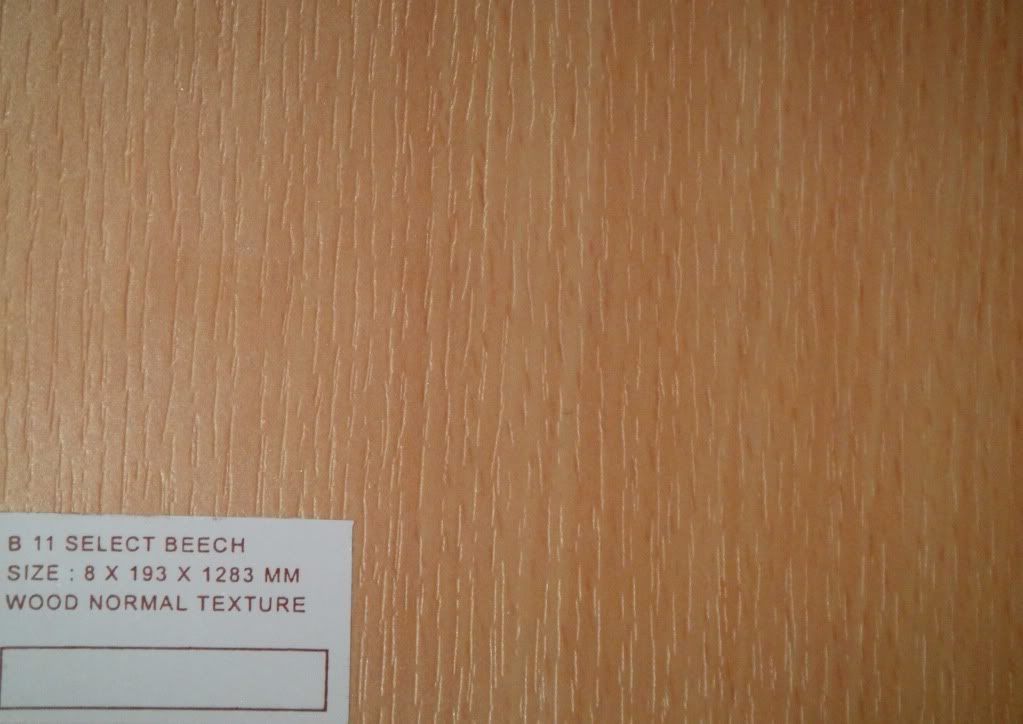 B 11 SELECT BEECH
SIZE : 8 X 193 X 1283 MM
WOOD NORMAL TEXTURE